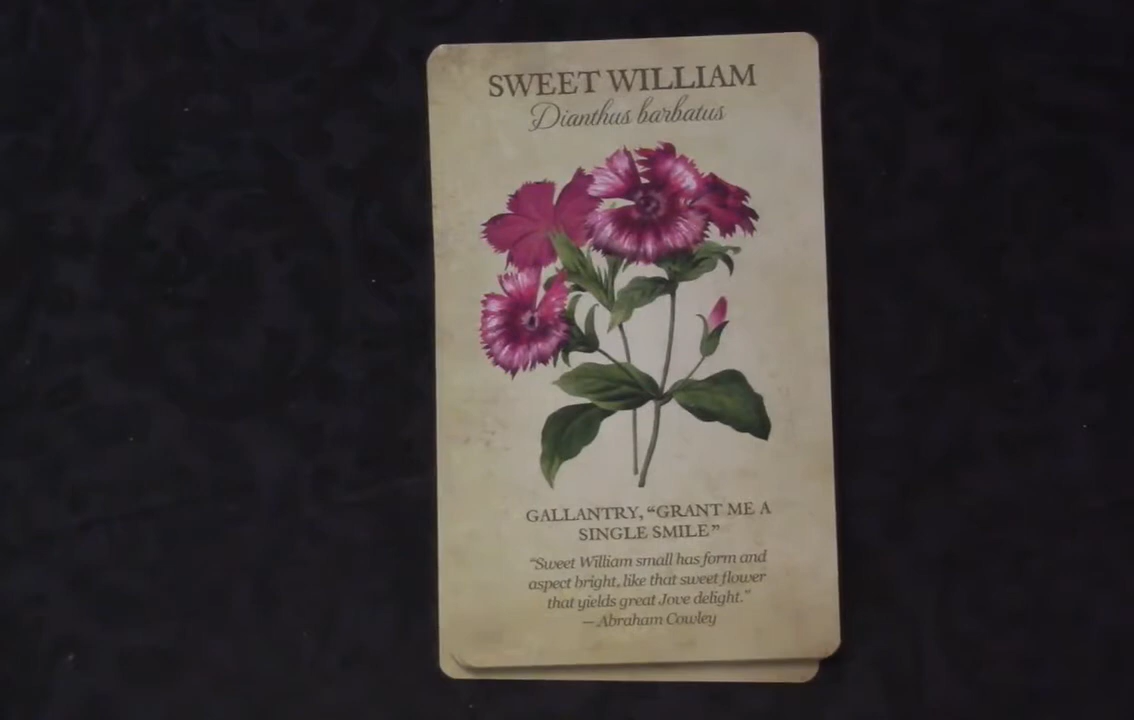 SWEET WILLIAM
Dianthus barbatus
GALLANTRY, “GRANT ME A
SINGLE SMILE”
“Sweet William small has form and
aspect bright, like that sweet flower
that yields great Jove delight.”
— Abraham Cowley